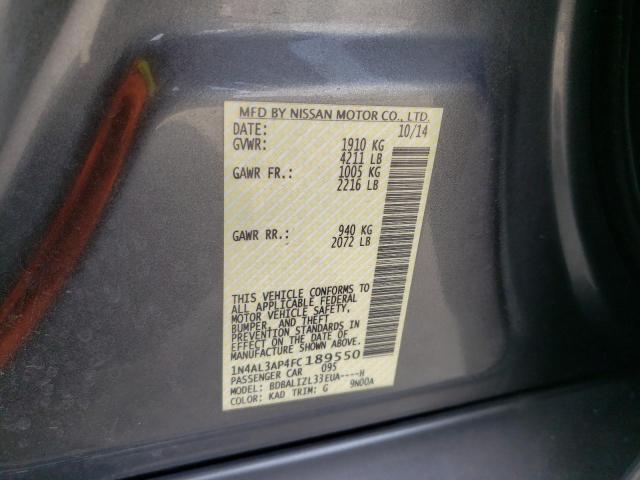 MFD BY NISSAN MOTOR CO., LTD.
DATE: 10/14
GVWR: 1910 KG
4211 LB
GAWR FR.: 1005 KG
2216 LB
GAWR RR.: 940 KG
2072 LB
THIS VEHICLE CONFORMS TO
ALL APPLICABLE FEDERAL
MOTOR VEHICLE SAFETY,
BUMPER, AND THEFT
PREVENTION STANDARDS IN
EFFECT ON THE DATE OF
MANUFACTURE SHOWN ABOVE.
1N4AL3AP4FC189550
PASSENGER CAR 095
MODEL: BDBALIZL33EUA----H
COLOR: KAD TRIM: G 9N00A